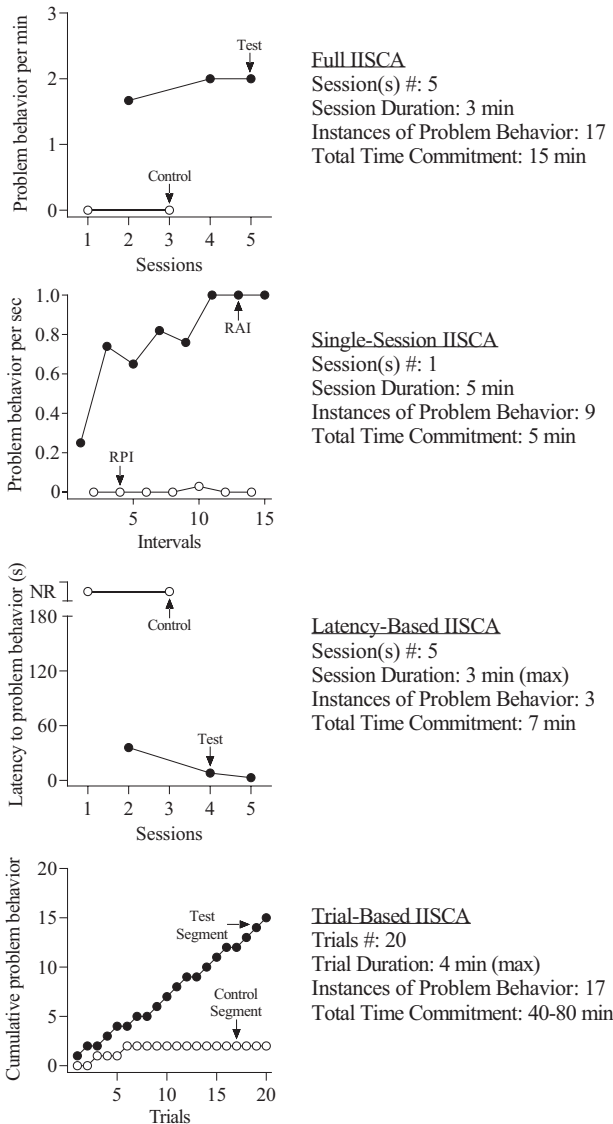 3
2
1
0
Problem behavior per min
Test
Control
1 2 3 4 5
Sessions
Full IISCA
Session(s) #: 5
Session Duration: 3 min
Instances of Problem Behavior: 17
Total Time Commitment: 15 min
1.0
0.8
0.6
0.4
0.2
0
Problem behavior per sec
RAI
RPI
5 10 15
Intervals
Single-Session IISCA
Session(s) #: 1
Session Duration: 5 min
Instances of Problem Behavior: 9
Total Time Commitment: 5 min
NR
180
120
60
0
Latency to problem behavior (s)
Control
Test
1 2 3 4 5
Sessions
Latency-Based IISCA
Session(s) #: 5
Session Duration: 3 min (max)
Instances of Problem Behavior: 3
Total Time Commitment: 7 min
20
15
10
5
0
Cumulative problem behavior
Test
Segment
Control
Segment
5 10 15 20
Trials
Trial-Based IISCA
Trials #: 20
Trial Duration: 4 min (max)
Instances of Problem Behavior: 17
Total Time Commitment: 40-80 min